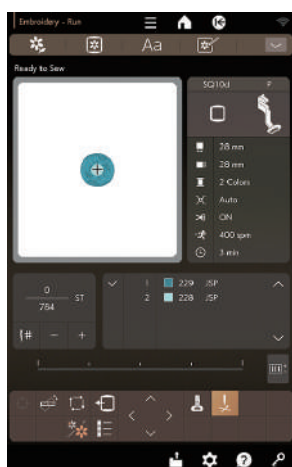 Embroidery - Run
Aa
Ready to Sew
SQ10d P
28 mm
28 mm
2 Colors
Auto
ON
400 spm
3 min
0
764 ST
1 229 JSP
2 228 JSP
(# - +
?